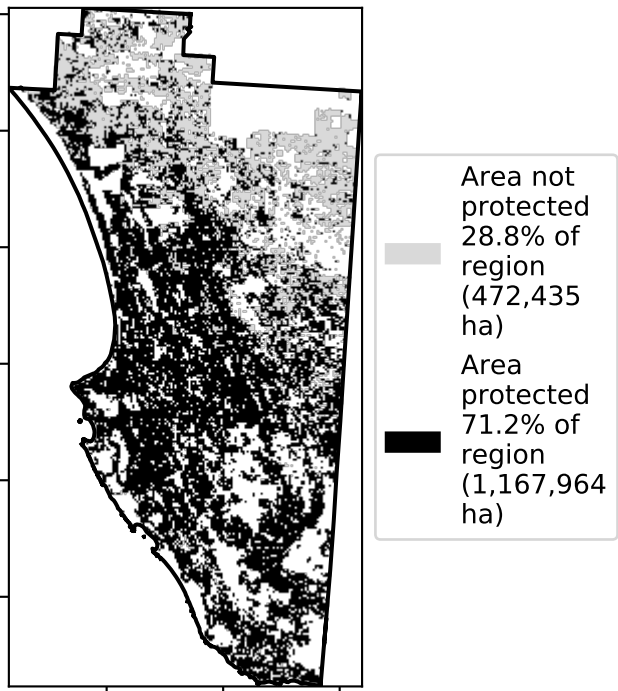 Area not
protected
28.8% of
region
(472,435
ha)
Area
protected
71.2% of
region
(1,167,964
ha)